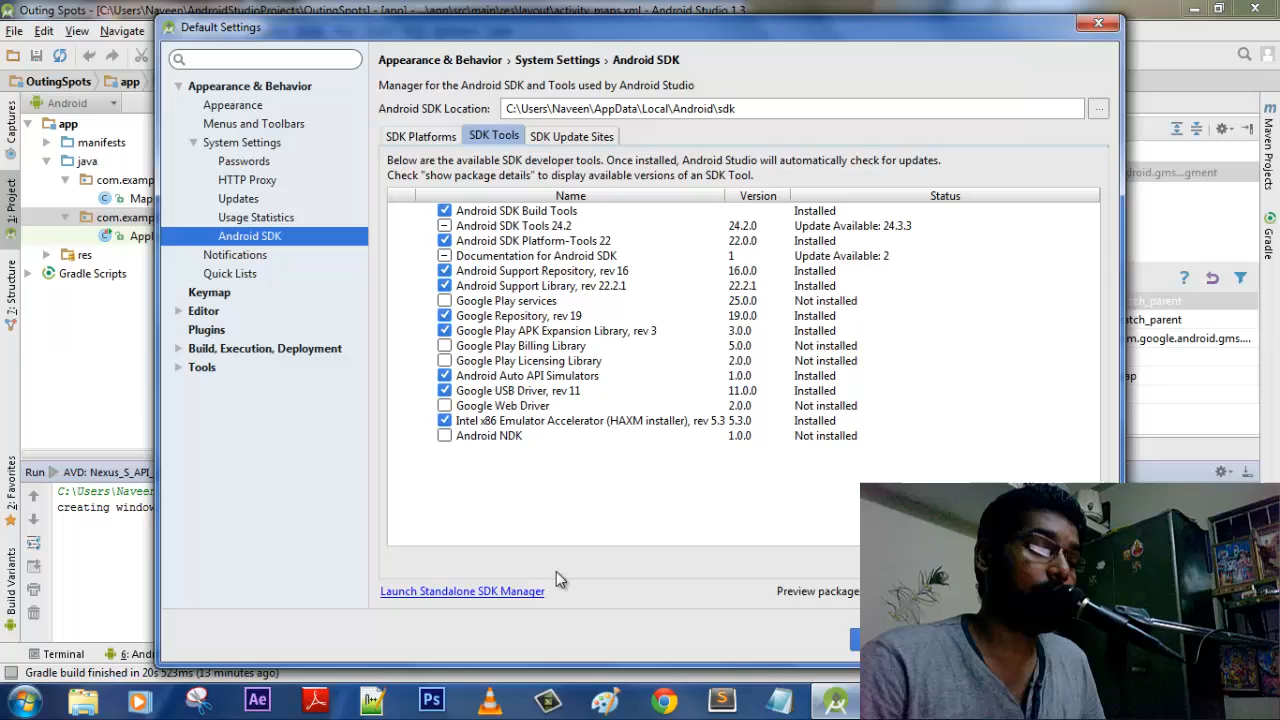 Outing Spots - [C:\Users\Naveen\AndroidStudioProjects\OutingSpots] - [app] - ...\app\src\main\res\layout\activity_maps.xml - Android Studio 1.3
Default Settings
File Edit View Navigate
OutingSpots app
Android
app
manifests
java
com.examp
Map
com.examp
Appl
res
Gradle Scripts
Captures
1: Project
7: Structure
2: Favorites
Build Variants
Appearance & Behavior
Appearance
Menus and Toolbars
System Settings
Passwords
HTTP Proxy
Updates
Usage Statistics
Android SDK
Notifications
Quick Lists
Keymap
Editor
Plugins
Build, Execution, Deployment
Tools
Appearance & Behavior › System Settings › Android SDK
Manager for the Android SDK and Tools used by Android Studio
Android SDK Location: C:\Users\Naveen\AppData\Local\Android\sdk ...
SDK Platforms SDK Tools SDK Update Sites
Below are the available SDK developer tools. Once installed, Android Studio will automatically check for updates.
Check "show package details" to display available versions of an SDK Tool.
Name Version Status
Android SDK Build Tools Installed
Android SDK Tools 24.2 24.2.0 Update Available: 24.3.3
Android SDK Platform-Tools 22 22.0.0 Installed
Documentation for Android SDK 1 Update Available: 2
Android Support Repository, rev 16 16.0.0 Installed
Android Support Library, rev 22.2.1 22.2.1 Installed
Google Play services 25.0.0 Not installed
Google Repository, rev 19 19.0.0 Installed
Google Play APK Expansion Library, rev 3 3.0.0 Installed
Google Play Billing Library 5.0.0 Not installed
Google Play Licensing Library 2.0.0 Not installed
Android Auto API Simulators 1.0.0 Installed
Google USB Driver, rev 11 11.0.0 Installed
Google Web Driver 2.0.0 Not installed
Intel x86 Emulator Accelerator (HAXM installer), rev 5.3 5.3.0 Installed
Android NDK 1.0.0 Not installed
Launch Standalone SDK Manager
Preview package
Maven Projects
Gradle
droid.gms...gment
atch_parent
atch_parent
m.google.android.gms....
ap
Run AVD: Nexus_S_API_
C:\Users\Naveen
creating window
Terminal 6: Andr
Gradle build finished in 20s 523ms (13 minutes ago)
Ae
Ps
S